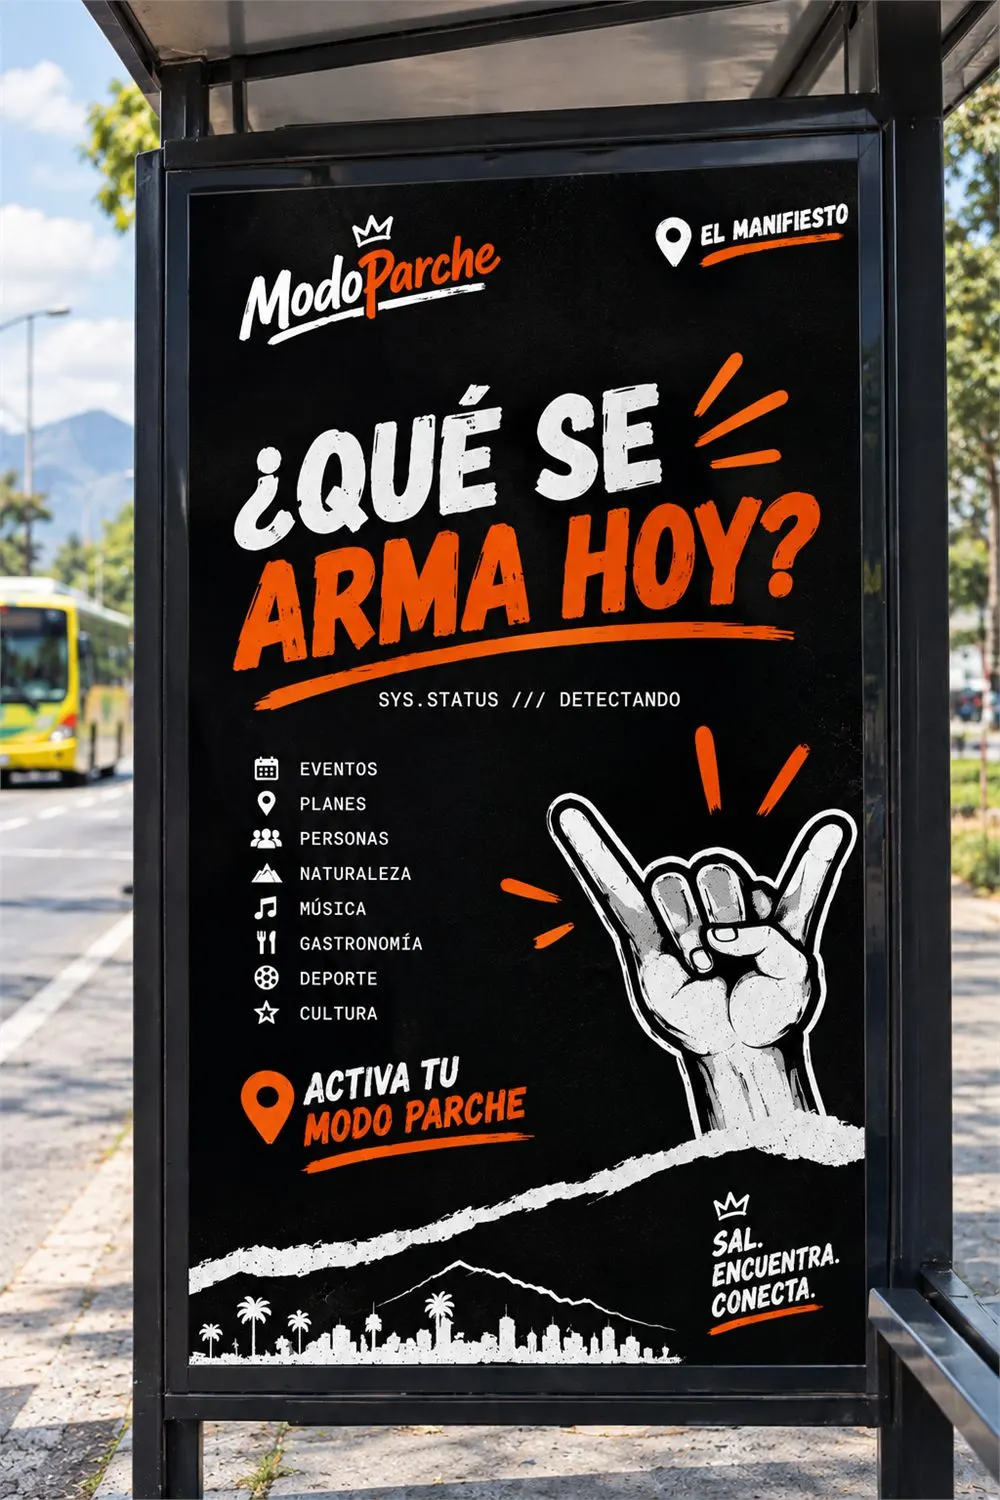 ModoParche
EL MANIFIESTO
¿QUÉ SE
ARMA HOY?
SYS.STATUS /// DETECTANDO
EVENTOS
PLANES
PERSONAS
NATURALEZA
MÚSICA
GASTRONOMÍA
DEPORTE
CULTURA
ACTIVA TU
MODO PARCHE
SAL.
ENCUENTRA.
CONECTA.